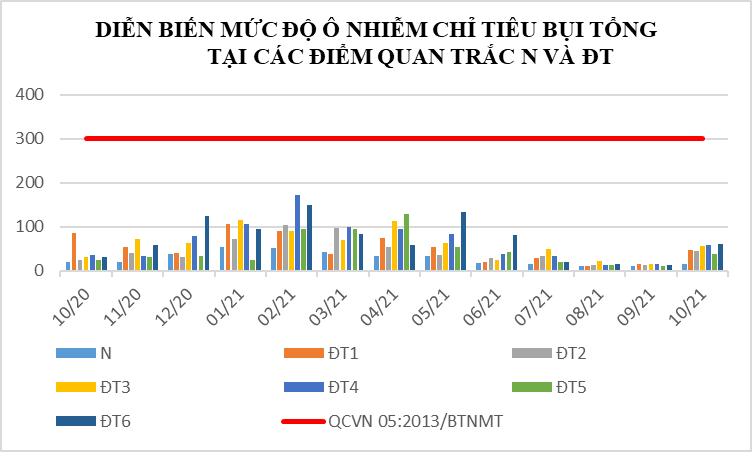 DIỄN BIẾN MỨC ĐỘ Ô NHIỄM CHỈ TIÊU BỤI TỔNG
TẠI CÁC ĐIỂM QUAN TRẮC N VÀ ĐT
400
300
200
100
0
10/20 11/20 12/20 01/21 02/21 03/21 04/21 05/21 06/21 07/21 08/21 09/21 10/21
N ĐT1 ĐT2
ĐT3 ĐT4 ĐT5
ĐT6 QCVN 05:2013/BTNMT